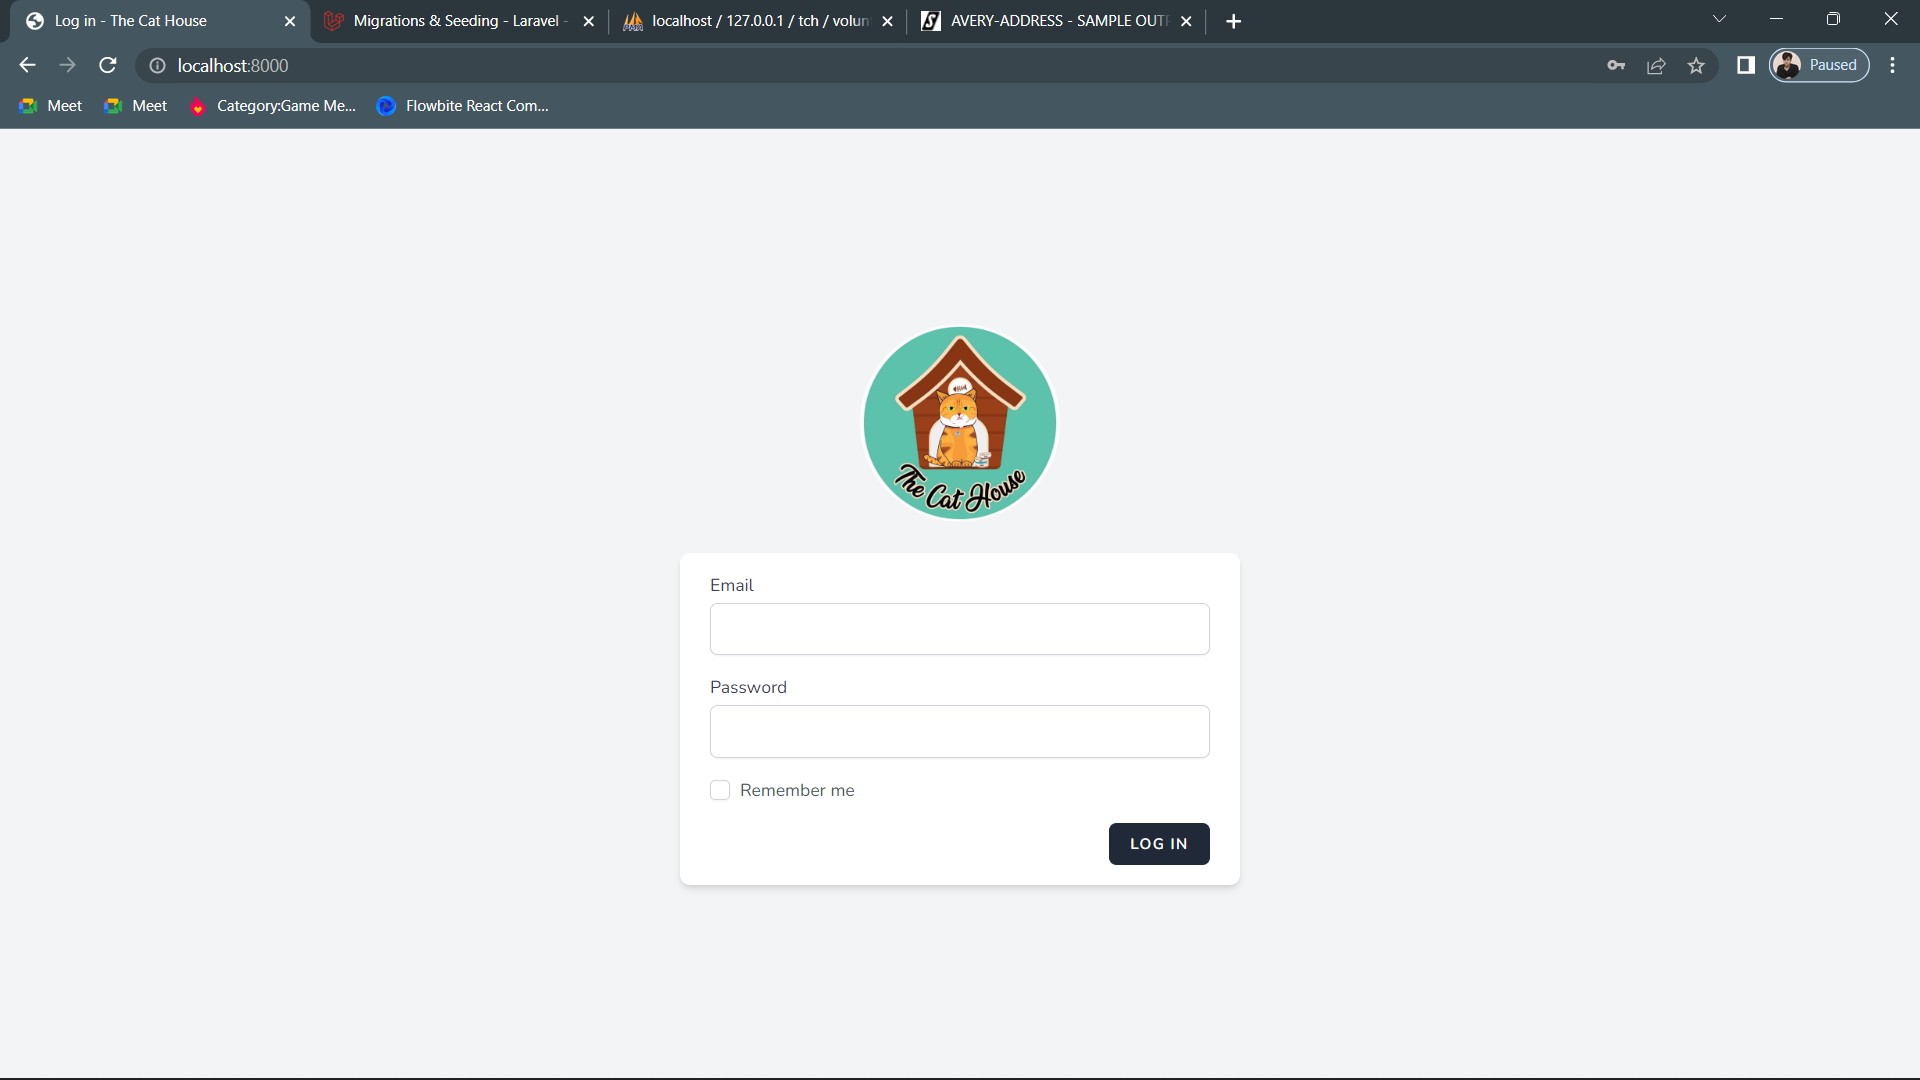 Log in - The Cat House
Migrations & Seeding - Laravel -
localhost / 127.0.0.1 / tch / volun
AVERY-ADDRESS - SAMPLE OUTP
localhost:8000
Paused
Meet
Meet
Category:Game Me...
Flowbite React Com...
The Cat House
Email
Password
Remember me
LOG IN